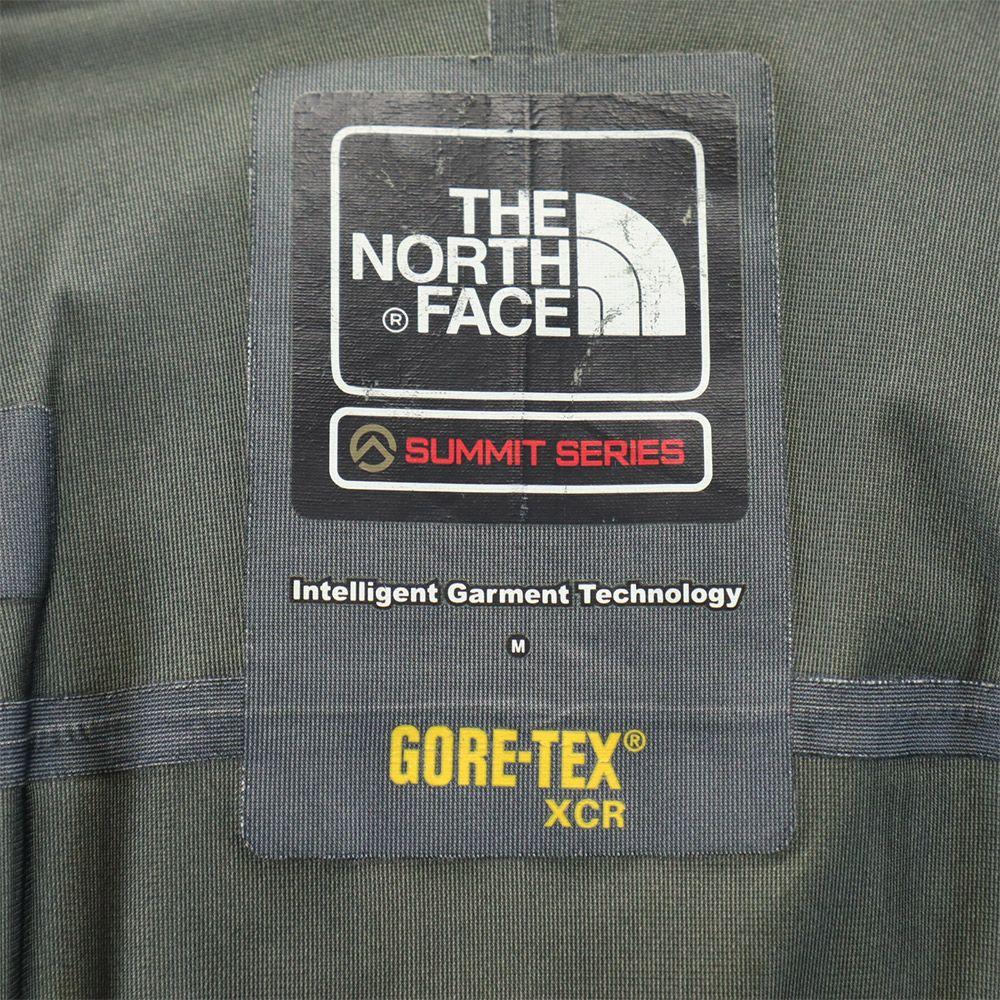 THE
NORTH
® FACE
SUMMIT SERIES
Intelligent Garment Technology
M
GORE-TEX®
XCR